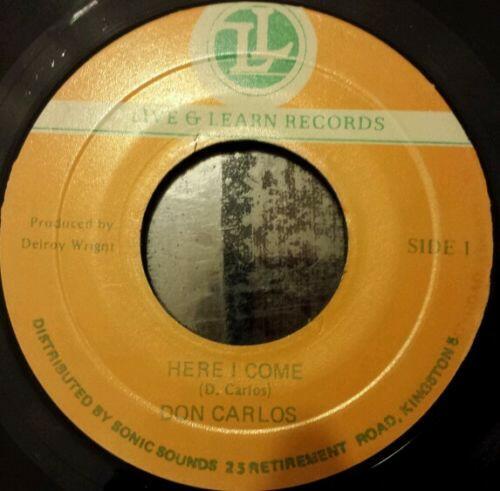 LL
LIVE & LEARN RECORDS
Produced by
Delroy Wright
SIDE 1
HERE I COME
(D. Carlos)
DON CARLOS
DISTRIBUTED BY SONIC SOUNDS 25 RETIREMENT ROAD, KINGSTON 5